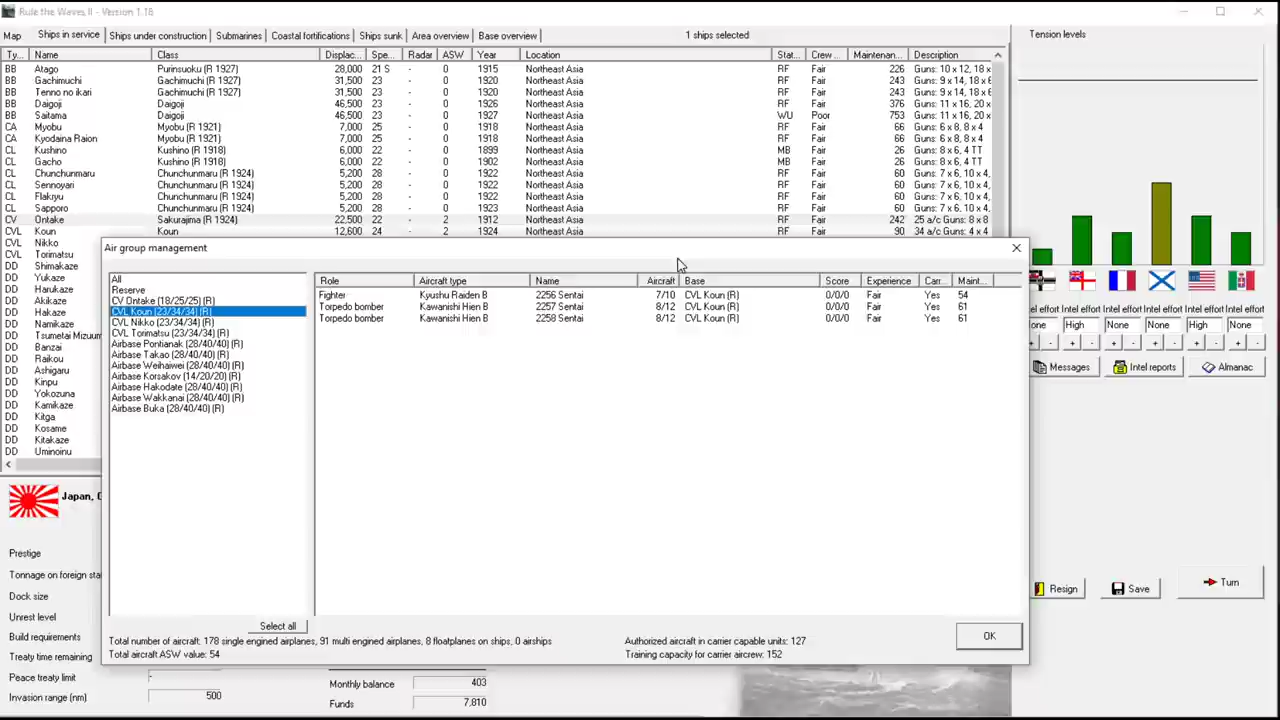 Rule the Waves II - Version 1.18
Map Ships in service Ships under construction Submarines Coastal fortifications Ships sunk Area overview Base overview 1 ships selected Tension levels
Ty... Name Class Displac... Spe... Radar ASW Year Location Stat... Crew ... Maintenan... Description
BB Atago Purinsuoku (R 1927) 28,000 21 S - 0 1915 Northeast Asia RF Fair 226 Guns: 10 x 12, 18 x
BB Gachimuchi Gachimuchi (R 1927) 31,500 23 - 0 1920 Northeast Asia RF Fair 243 Guns: 9 x 14, 18 x 6
BB Tenno no ikari Gachimuchi (R 1927) 31,500 23 - 0 1920 Northeast Asia RF Fair 243 Guns: 9 x 14, 18 x 6
BB Daigoji Daigoji 46,500 23 - 0 1926 Northeast Asia RF Fair 376 Guns: 11 x 16, 20 x
BB Saitama Daigoji 46,500 23 - 0 1927 Northeast Asia WU Poor 753 Guns: 11 x 16, 20 x
CA Myobu Myobu (R 1921) 7,000 25 - 0 1918 Northeast Asia RF Fair 66 Guns: 6 x 8, 8 x 4
CA Kyodaina Raion Myobu (R 1921) 7,000 25 - 0 1918 Northeast Asia RF Fair 66 Guns: 6 x 8, 8 x 4
CL Kushino Kushino (R 1918) 6,000 22 - 0 1899 Northeast Asia MB Fair 26 Guns: 8 x 6, 4 TT
CL Gacho Kushino (R 1918) 6,000 22 - 0 1902 Northeast Asia MB Fair 26 Guns: 8 x 6, 4 TT
CL Chunchunmaru Chunchunmaru (R 1924) 5,200 28 - 0 1922 Northeast Asia RF Fair 60 Guns: 7 x 6, 10 x 4,
CL Sennoyari Chunchunmaru (R 1924) 5,200 28 - 0 1922 Northeast Asia RF Fair 60 Guns: 7 x 6, 10 x 4,
CL Flakryu Chunchunmaru (R 1924) 5,200 28 - 0 1922 Northeast Asia RF Fair 60 Guns: 7 x 6, 10 x 4,
CL Sapporo Chunchunmaru (R 1924) 5,200 28 - 0 1923 Northeast Asia RF Fair 60 Guns: 7 x 6, 10 x 4,
CV Ontake Sakurajima (R 1924) 22,500 22 - 2 1912 Northeast Asia RF Fair 242 25 a/c Guns: 8 x 8
CVL Koun Koun 12,600 24 - 2 1924 Northeast Asia RF Fair 90 34 a/c Guns: 4 x
CVL Nikko
CVL Torimatsu
DD Shimakaze
DD Yukaze
DD Harukaze
DD Akikaze
DD Hakaze
DD Namikaze
DD Tsumetai Mizuum
DD Banzai
DD Raikou
DD Ashigaru
DD Kinpu
DD Yokozuna
DD Kamikaze
DD Kitga
DD Kosame
DD Kitakaze
DD Uminoinu
Air group management
All
Reserve
CV Ontake (18/25/25) (R)
CVL Koun (23/34/34) (R)
CVL Nikko (23/34/34) (R)
CVL Torimatsu (23/34/34) (R)
Airbase Pontianak (28/40/40) (R)
Airbase Takao (28/40/40) (R)
Airbase Weihaiwei (28/40/40) (R)
Airbase Korsakov (14/20/20) (R)
Airbase Hakodate (28/40/40) (R)
Airbase Wakkanai (28/40/40) (R)
Airbase Buka (28/40/40) (R)
Role Aircraft type Name Aircraft Base Score Experience Carr... Maint...
Fighter Kyushu Raiden B 2256 Sentai 7/10 CVL Koun (R) 0/0/0 Fair Yes 54
Torpedo bomber Kawanishi Hien B 2257 Sentai 8/12 CVL Koun (R) 0/0/0 Fair Yes 61
Torpedo bomber Kawanishi Hien B 2258 Sentai 8/12 CVL Koun (R) 0/0/0 Fair Yes 61
Select all
Total number of aircraft: 178 single engined airplanes, 91 multi engined airplanes, 8 floatplanes on ships, 0 airships
Total aircraft ASW value: 54
Authorized aircraft in carrier capable units: 127
Training capacity for carrier aircrew: 152
OK
ntel effort Intel effort Intel effort Intel effort Intel effort Intel effort
one High None None High None
+ - + - + - + - + - + -
Messages Intel reports Almanac
Resign Save Turn
Japan,
Prestige
Tonnage on foreign sta
Dock size
Unrest level
Build requirements
Treaty time remaining
Peace treaty limit -
Invasion range (nm) 500
Monthly balance 403
Funds 7,810